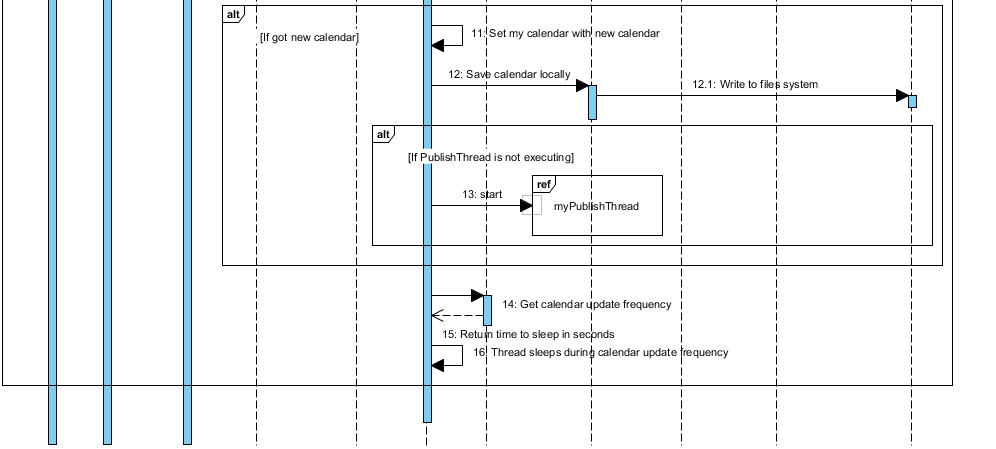 alt
[If got new calendar]
11: Set my calendar with new calendar
12: Save calendar locally
12.1: Write to files system
alt
[If PublishThread is not executing]
13: start
ref
myPublishThread
14: Get calendar update frequency
15: Return time to sleep in seconds
16: Thread sleeps during calendar update frequency